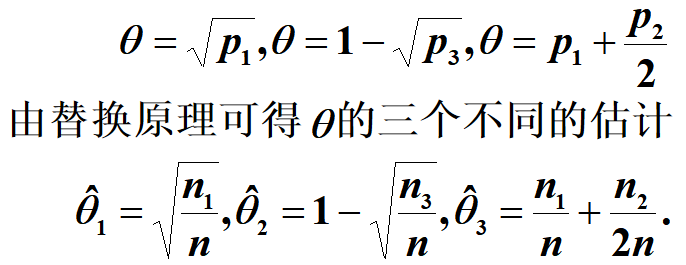 θ = √p₁, θ = 1 − √p₃, θ = p₁ + p₂/2
由替换原理可得 θ的三个不同的估计
θ̂₁ = √(n₁/n), θ̂₂ = 1 − √(n₃/n), θ̂₃ = n₁/n + n₂/2n.